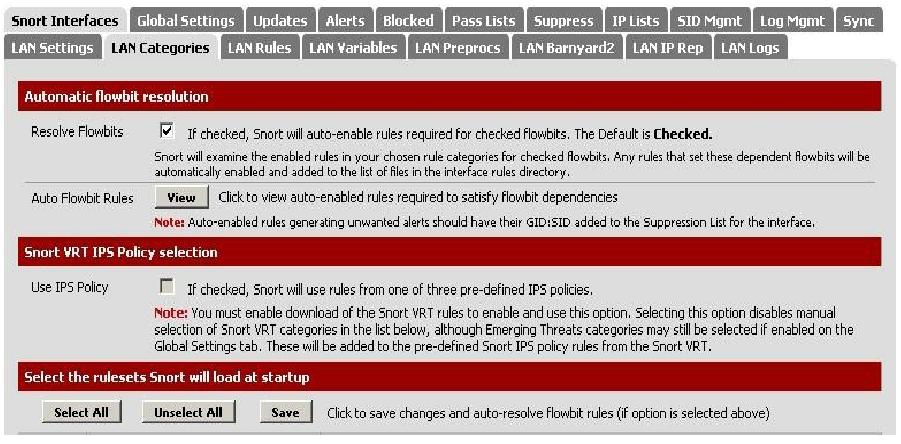 Snort Interfaces Global Settings Updates Alerts Blocked Pass Lists Suppress IP Lists SID Mgmt Log Mgmt Sync
LAN Settings LAN Categories LAN Rules LAN Variables LAN Preprocs LAN Barnyard2 LAN IP Rep LAN Logs
Automatic flowbit resolution
Resolve Flowbits If checked, Snort will auto-enable rules required for checked flowbits. The Default is Checked.
Snort will examine the enabled rules in your chosen rule categories for checked flowbits. Any rules that set these dependent flowbits will be
automatically enabled and added to the list of files in the interface rules directory.
Auto Flowbit Rules View Click to view auto-enabled rules required to satisfy flowbit dependencies
Note: Auto-enabled rules generating unwanted alerts should have their GID:SID added to the Suppression List for the interface.
Snort VRT IPS Policy selection
Use IPS Policy If checked, Snort will use rules from one of three pre-defined IPS policies.
Note: You must enable download of the Snort VRT rules to enable and use this option. Selecting this option disables manual
selection of Snort VRT categories in the list below, although Emerging Threats categories may still be selected if enabled on the
Global Settings tab. These will be added to the pre-defined Snort IPS policy rules from the Snort VRT.
Select the rulesets Snort will load at startup
Select All Unselect All Save Click to save changes and auto-resolve flowbit rules (if option is selected above)